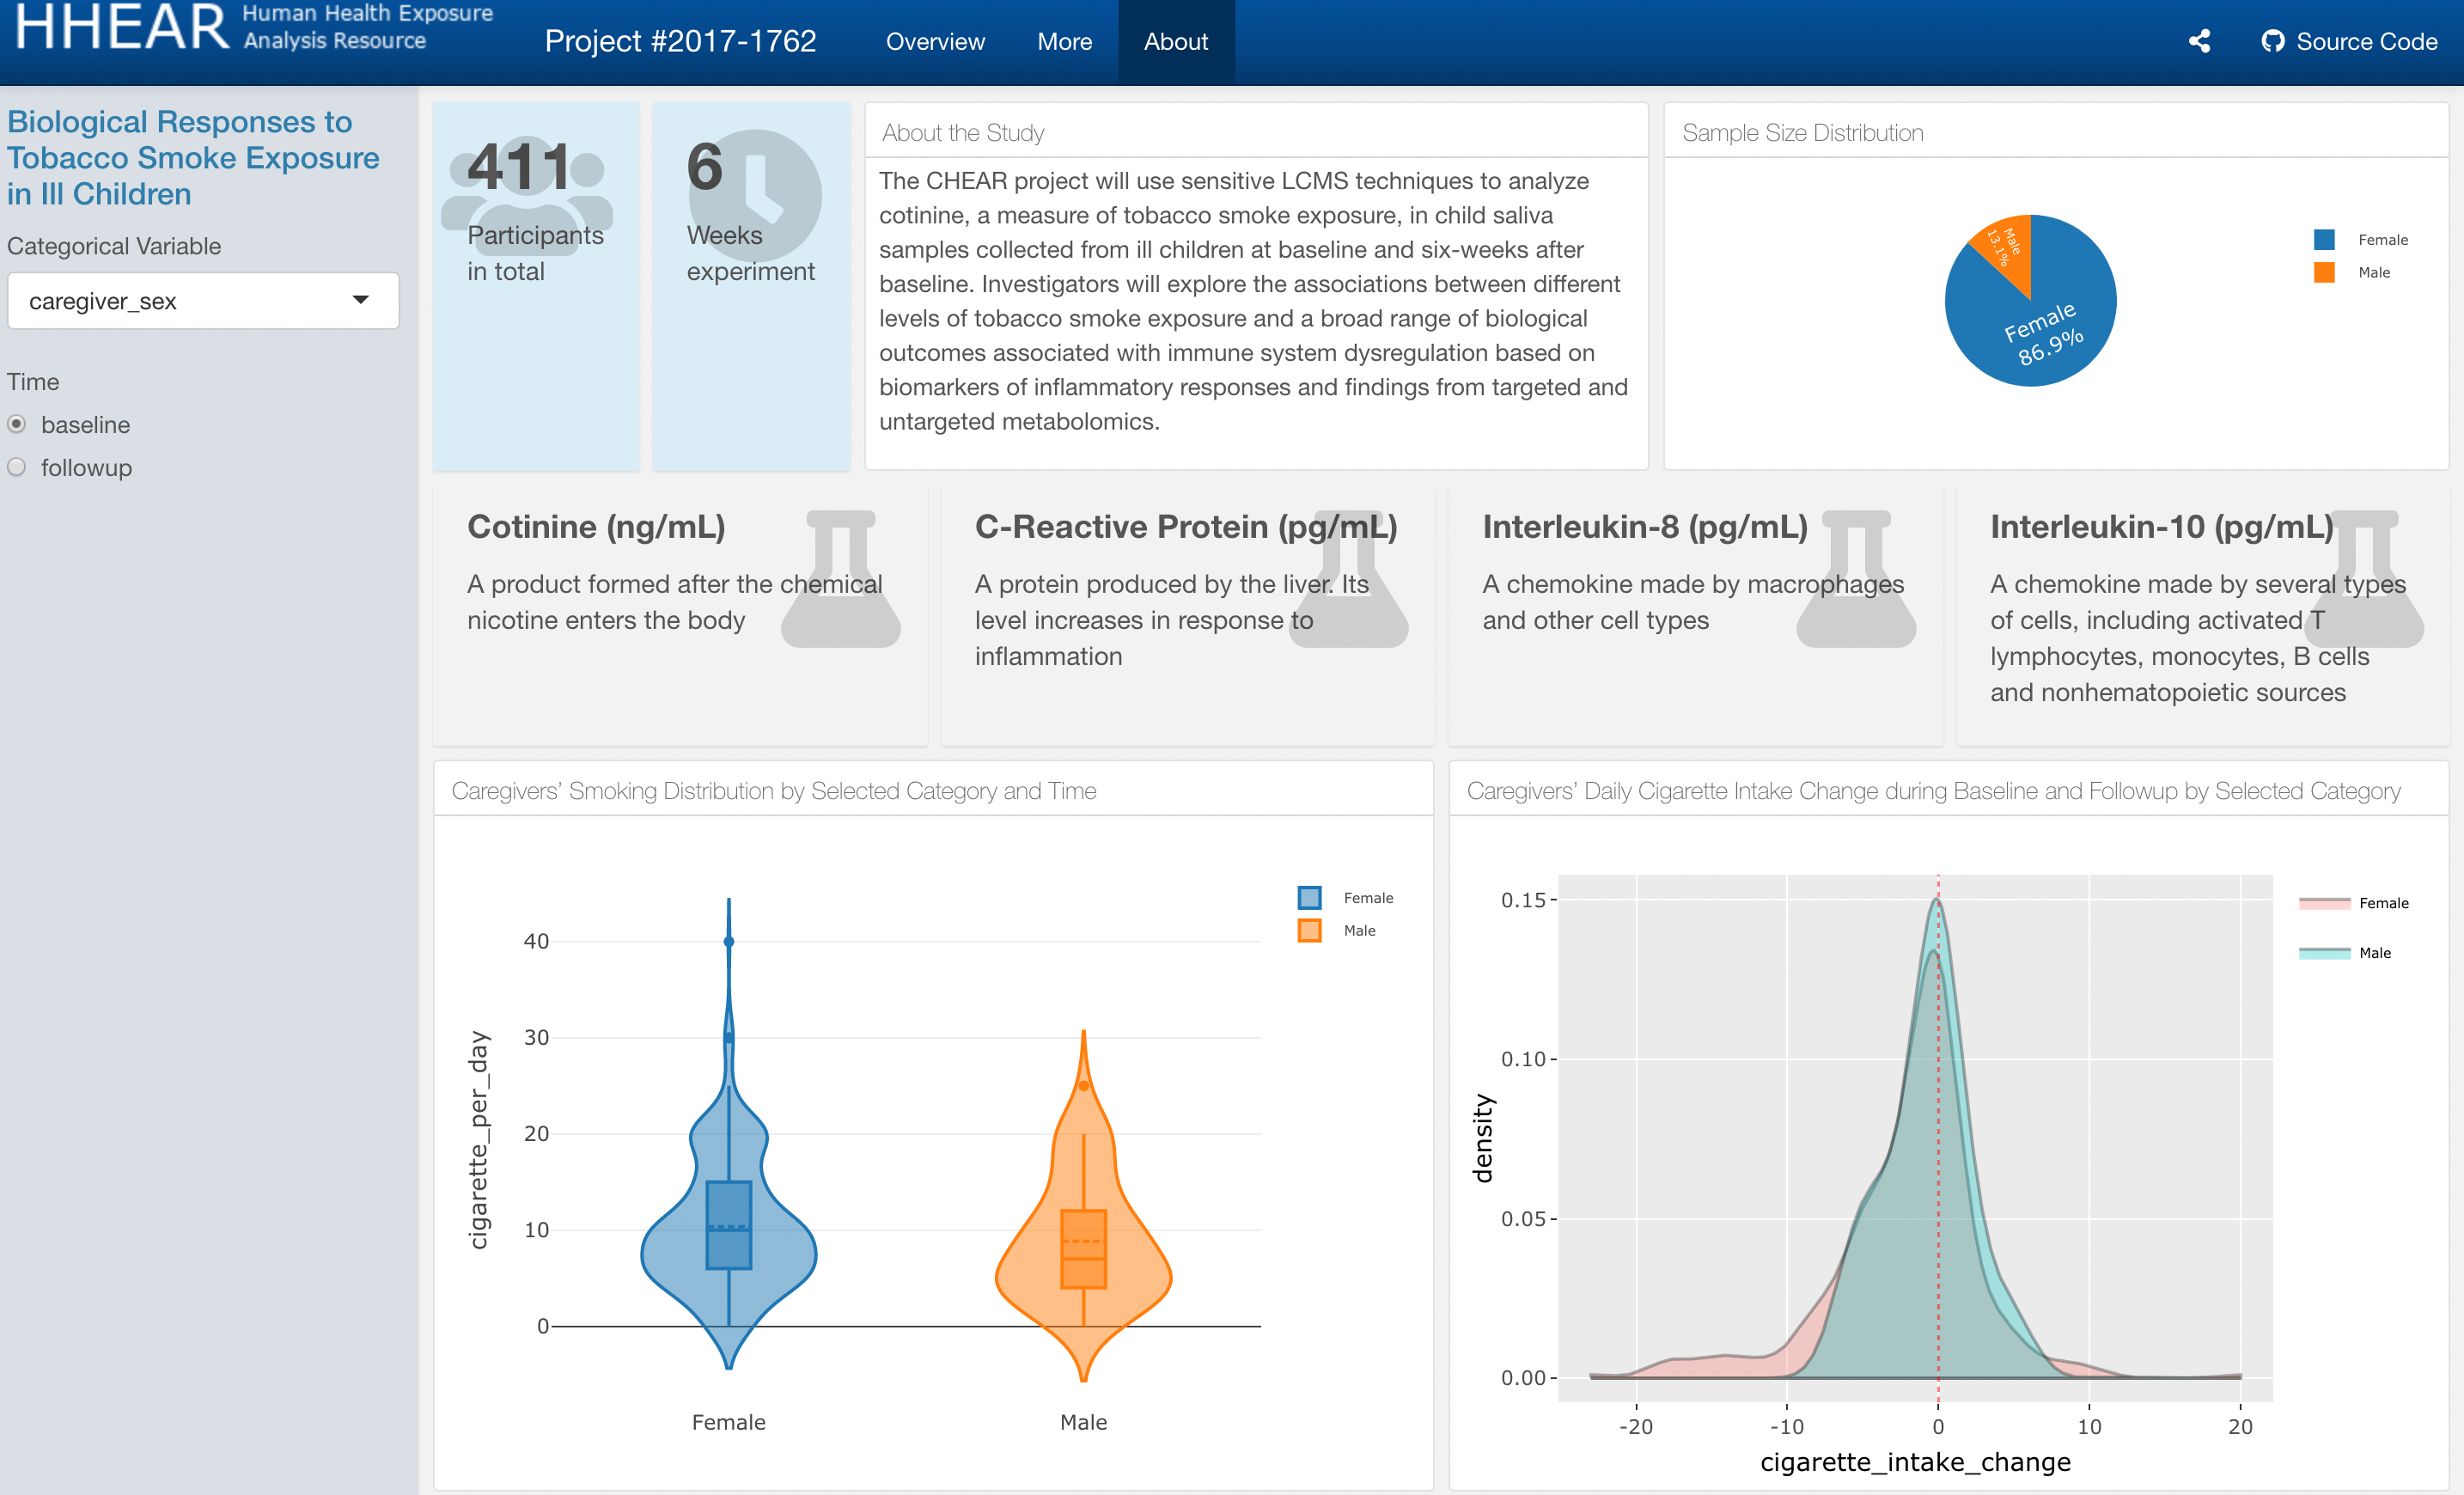 HHEAR
Human Health Exposure
Analysis Resource
Project #2017-1762
Overview
More
About
Source Code
Biological Responses to
Tobacco Smoke Exposure
in Ill Children
Categorical Variable
caregiver_sex
Time
baseline
followup
411
Participants
in total
6
Weeks
experiment
About the Study
The CHEAR project will use sensitive LCMS techniques to analyze
cotinine, a measure of tobacco smoke exposure, in child saliva
samples collected from ill children at baseline and six-weeks after
baseline. Investigators will explore the associations between different
levels of tobacco smoke exposure and a broad range of biological
outcomes associated with immune system dysregulation based on
biomarkers of inflammatory responses and findings from targeted and
untargeted metabolomics.
Sample Size Distribution
Male
13.1%
Female
86.9%
Female
Male
Cotinine (ng/mL)
A product formed after the chemical
nicotine enters the body
C-Reactive Protein (pg/mL)
A protein produced by the liver. Its
level increases in response to
inflammation
Interleukin-8 (pg/mL)
A chemokine made by macrophages
and other cell types
Interleukin-10 (pg/mL)
A chemokine made by several types
of cells, including activated T
lymphocytes, monocytes, B cells
and nonhematopoietic sources
Caregivers’ Smoking Distribution by Selected Category and Time
cigarette_per_day
40
30
20
10
0
Female
Male
Female
Male
Caregivers’ Daily Cigarette Intake Change during Baseline and Followup by Selected Category
density
0.15
0.10
0.05
0.00
-20
-10
0
10
20
cigarette_intake_change
Female
Male